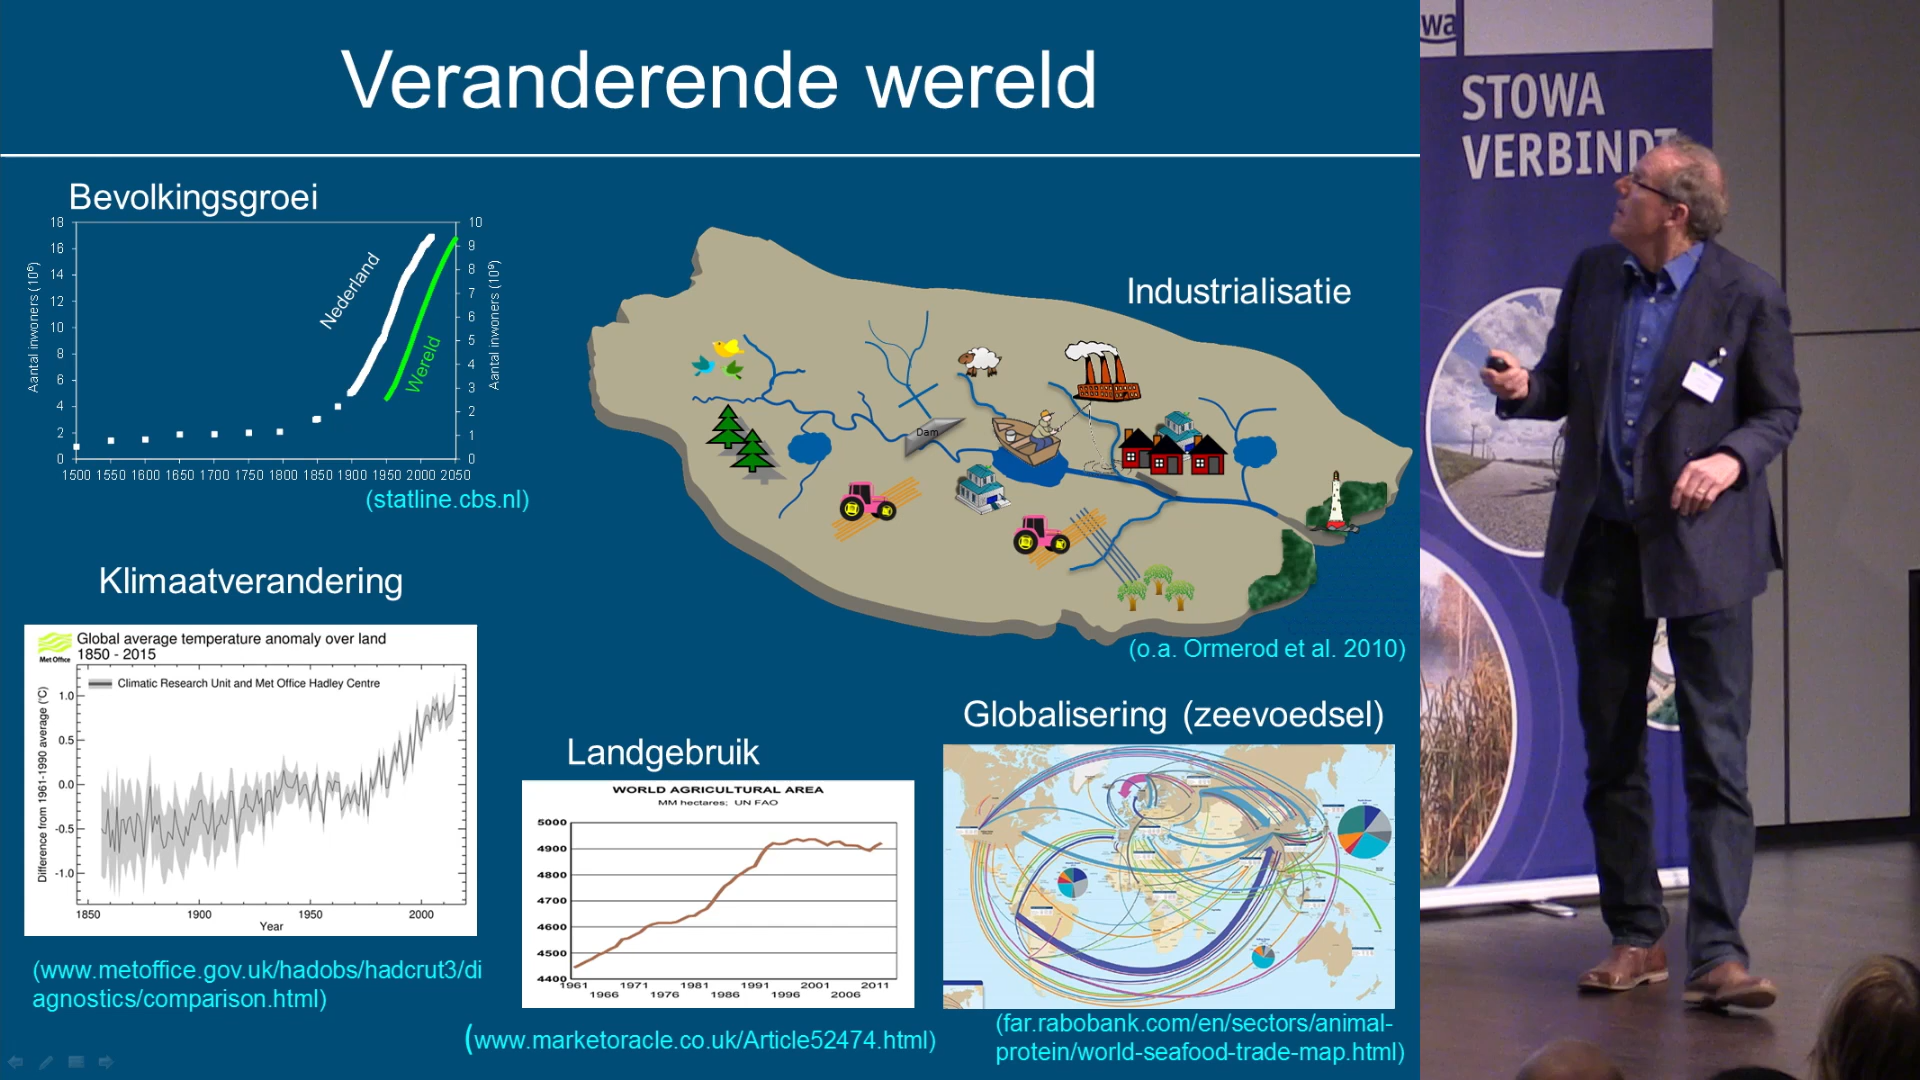 Veranderende wereld
Bevolkingsgroei
18
16
14
12
10
8
6
4
2
0
Aantal inwoners (10⁶)
10
9
8
7
6
5
4
3
2
1
0
Aantal inwoners (10⁹)
Nederland
Wereld
1500 1550 1600 1650 1700 1750 1800 1850 1900 1950 2000 2050
(statline.cbs.nl)
Industrialisatie
Dam
(o.a. Ormerod et al. 2010)
Klimaatverandering
Met Office
Global average temperature anomaly over land
1850 - 2015
Climatic Research Unit and Met Office Hadley Centre
Difference from 1961-1990 average (°C)
1.0
0.5
0.0
-0.5
-1.0
1850 1900 1950 2000
Year
(www.metoffice.gov.uk/hadobs/hadcrut3/di
agnostics/comparison.html)
Landgebruik
WORLD AGRICULTURAL AREA
MM hectares; UN FAO
5000
4900
4800
4700
4600
4500
4400
1961 1971 1981 1991 2001 2011
1966 1976 1986 1996 2006
(www.marketoracle.co.uk/Article52474.html)
Globalisering (zeevoedsel)
(far.rabobank.com/en/sectors/animal-
protein/world-seafood-trade-map.html)
wa
STOWA
VERBINDT